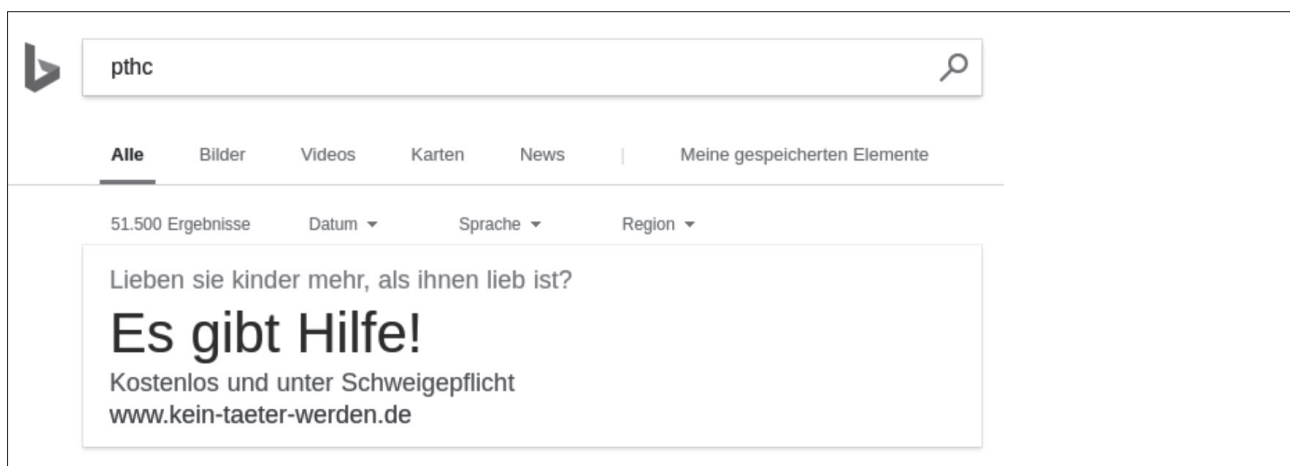 pthc
Alle Bilder Videos Karten News | Meine gespeicherten Elemente
51.500 Ergebnisse Datum Sprache Region
Lieben sie kinder mehr, als ihnen lieb ist?
Es gibt Hilfe!
Kostenlos und unter Schweigepflicht
www.kein-taeter-werden.de